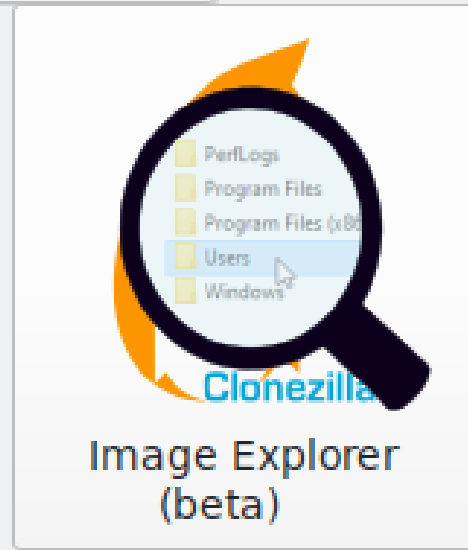 PerfLogs
Program Files
Program Files (x86
Users
Windows
Clonezilla
Image Explorer
(beta)